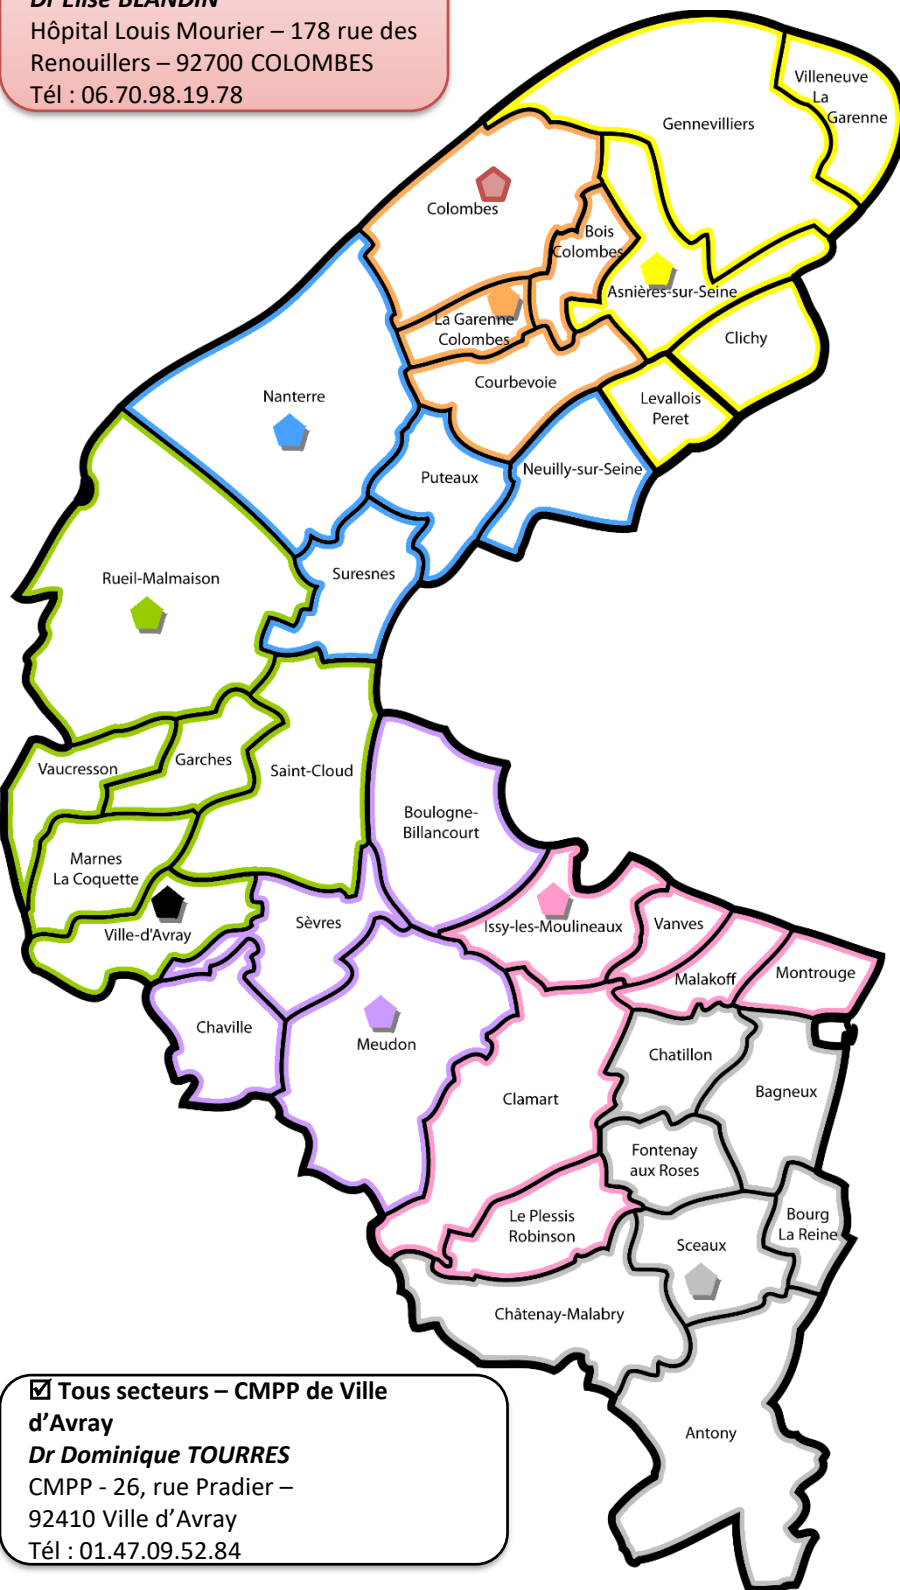 Dr Elise BLANDIN
Hôpital Louis Mourier – 178 rue des
Renouillers – 92700 COLOMBES
Tél : 06.70.98.19.78
Villeneuve
La
Garenne
Gennevilliers
Colombes
Bois
Colombes
Asnières-sur-Seine
La Garenne
Colombes
Clichy
Courbevoie
Nanterre
Levallois
Peret
Neuilly-sur-Seine
Puteaux
Suresnes
Rueil-Malmaison
Vaucresson
Garches
Saint-Cloud
Boulogne-
Billancourt
Marnes
La Coquette
Ville-d'Avray
Sèvres
Issy-les-Moulineaux
Vanves
Malakoff
Montrouge
Chaville
Meudon
Chatillon
Bagneux
Clamart
Fontenay
aux Roses
Le Plessis
Robinson
Sceaux
Bourg
La Reine
Châtenay-Malabry
Antony
☑ Tous secteurs – CMPP de Ville
d’Avray
Dr Dominique TOURRES
CMPP - 26, rue Pradier –
92410 Ville d’Avray
Tél : 01.47.09.52.84